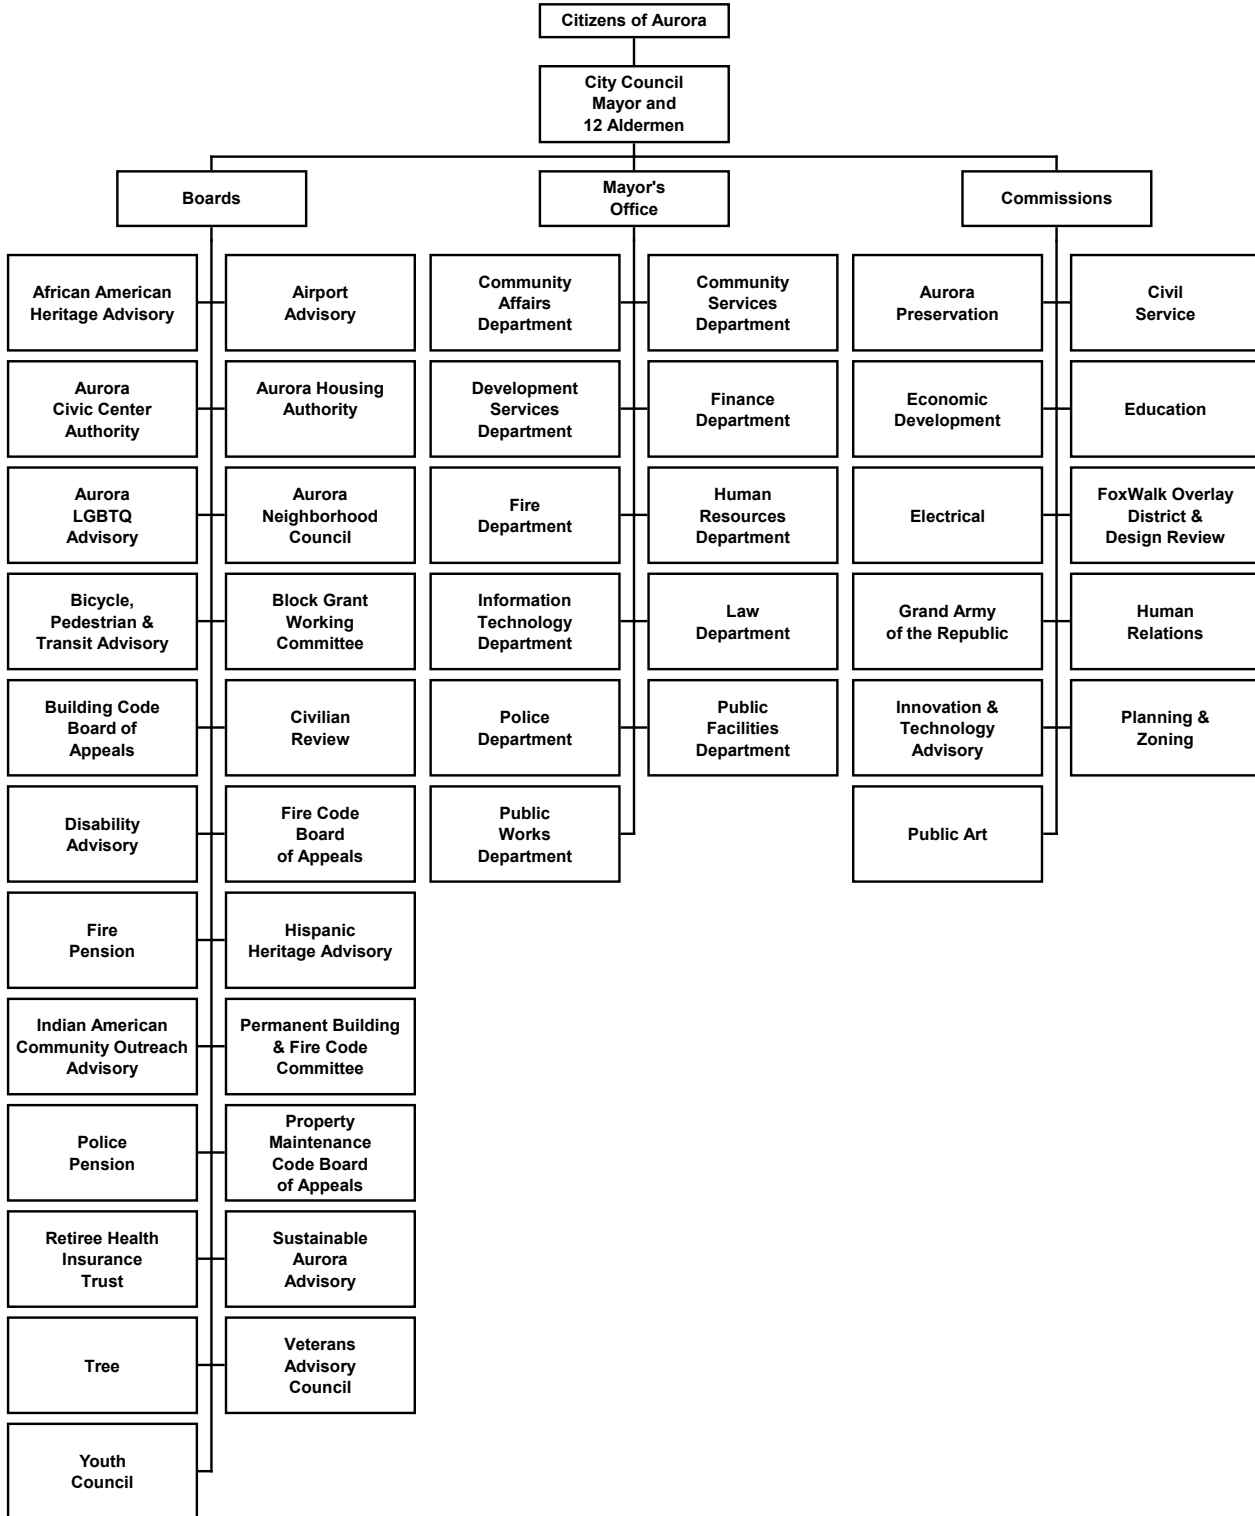 Citizens of Aurora
City Council
Mayor and
12 Aldermen
Boards
Mayor's
Office
Commissions
African American
Heritage Advisory
Airport
Advisory
Community
Affairs
Department
Community
Services
Department
Aurora
Preservation
Civil
Service
Aurora
Civic Center
Authority
Aurora Housing
Authority
Development
Services
Department
Finance
Department
Economic
Development
Education
Aurora
LGBTQ
Advisory
Aurora
Neighborhood
Council
Fire
Department
Human
Resources
Department
Electrical
FoxWalk Overlay
District &
Design Review
Bicycle,
Pedestrian &
Transit Advisory
Block Grant
Working
Committee
Information
Technology
Department
Law
Department
Grand Army
of the Republic
Human
Relations
Building Code
Board of
Appeals
Civilian
Review
Police
Department
Public
Facilities
Department
Innovation &
Technology
Advisory
Planning &
Zoning
Disability
Advisory
Fire Code
Board
of Appeals
Public
Works
Department
Public Art
Fire
Pension
Hispanic
Heritage Advisory
Indian American
Community Outreach
Advisory
Permanent Building
& Fire Code
Committee
Police
Pension
Property
Maintenance
Code Board
of Appeals
Retiree Health
Insurance
Trust
Sustainable
Aurora
Advisory
Tree
Veterans
Advisory
Council
Youth
Council